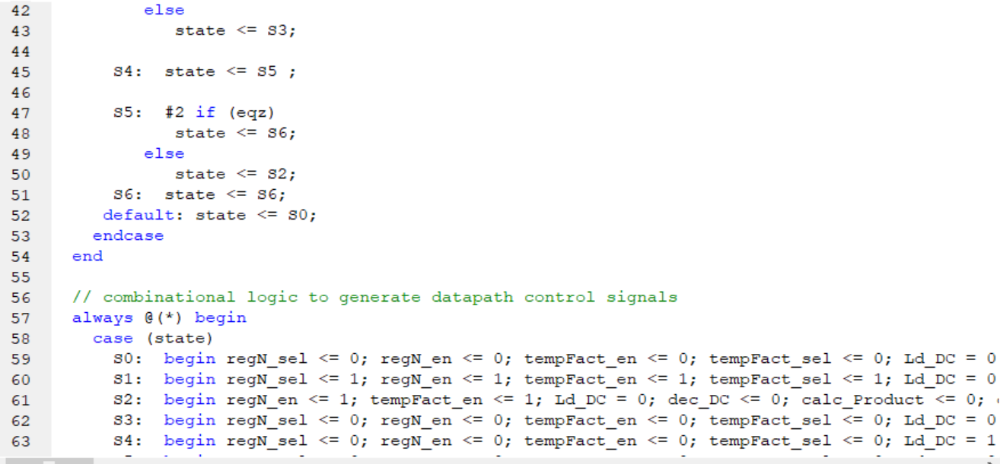 42 else
43 state <= S3;
44
45 S4: state <= S5 ;
46
47 S5: #2 if (eqz)
48 state <= S6;
49 else
50 state <= S2;
51 S6: state <= S6;
52 default: state <= S0;
53 endcase
54 end
55
56 // combinational logic to generate datapath control signals
57 always @(*) begin
58 case (state)
59 S0: begin regN_sel <= 0; regN_en <= 0; tempFact_en <= 0; tempFact_sel <= 0; Ld_DC = 0
60 S1: begin regN_sel <= 1; regN_en <= 1; tempFact_en <= 1; tempFact_sel <= 1; Ld_DC = 0
61 S2: begin regN_en <= 1; tempFact_en <= 1; Ld_DC = 0; dec_DC <= 0; calc_Product <= 0;
62 S3: begin regN_sel <= 0; regN_en <= 0; tempFact_en <= 0; tempFact_sel <= 0; Ld_DC = 0
63 S4: begin regN_sel <= 0; regN_en <= 0; tempFact_en <= 0; tempFact_sel <= 0; Ld_DC = 1